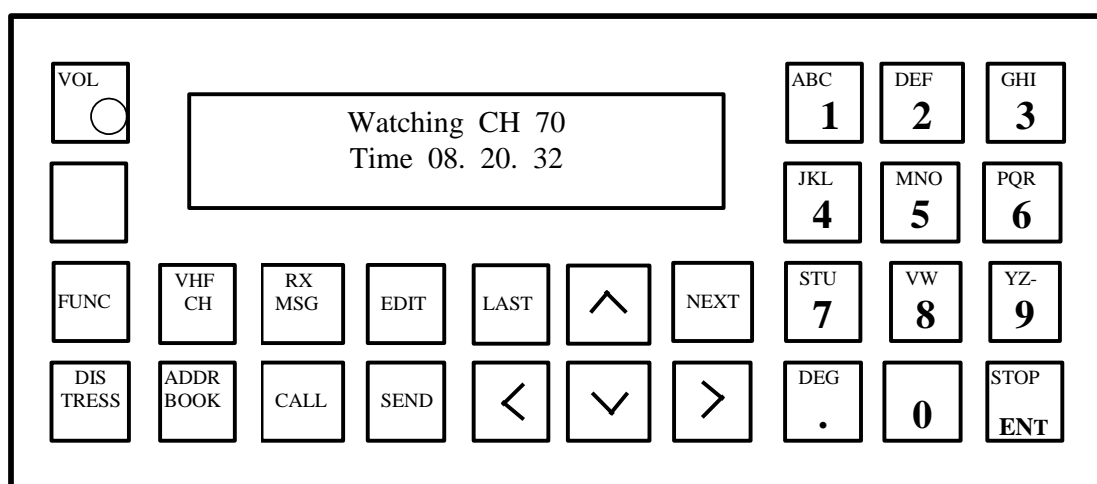 VOL
Watching CH 70
Time 08. 20. 32
ABC
1
DEF
2
GHI
3
JKL
4
MNO
5
PQR
6
FUNC
VHF
CH
RX
MSG
EDIT
LAST
NEXT
STU
7
VW
8
YZ-
9
DIS
TRESS
ADDR
BOOK
CALL
SEND
DEG
.
0
STOP
ENT